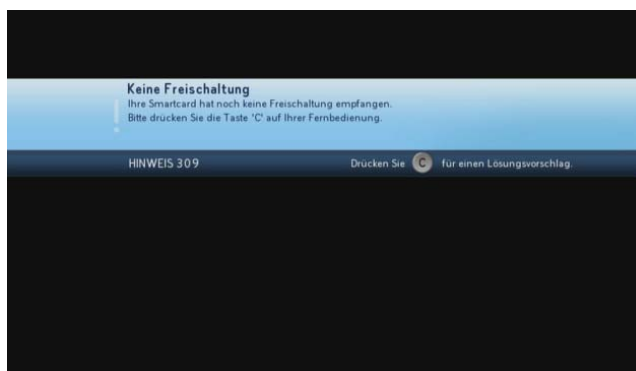 Keine Freischaltung
Ihre Smartcard hat noch keine Freischaltung empfangen.
Bitte drücken Sie die Taste 'C' auf Ihrer Fernbedienung.
HINWEIS 309 Drücken Sie C für einen Lösungsvorschlag.